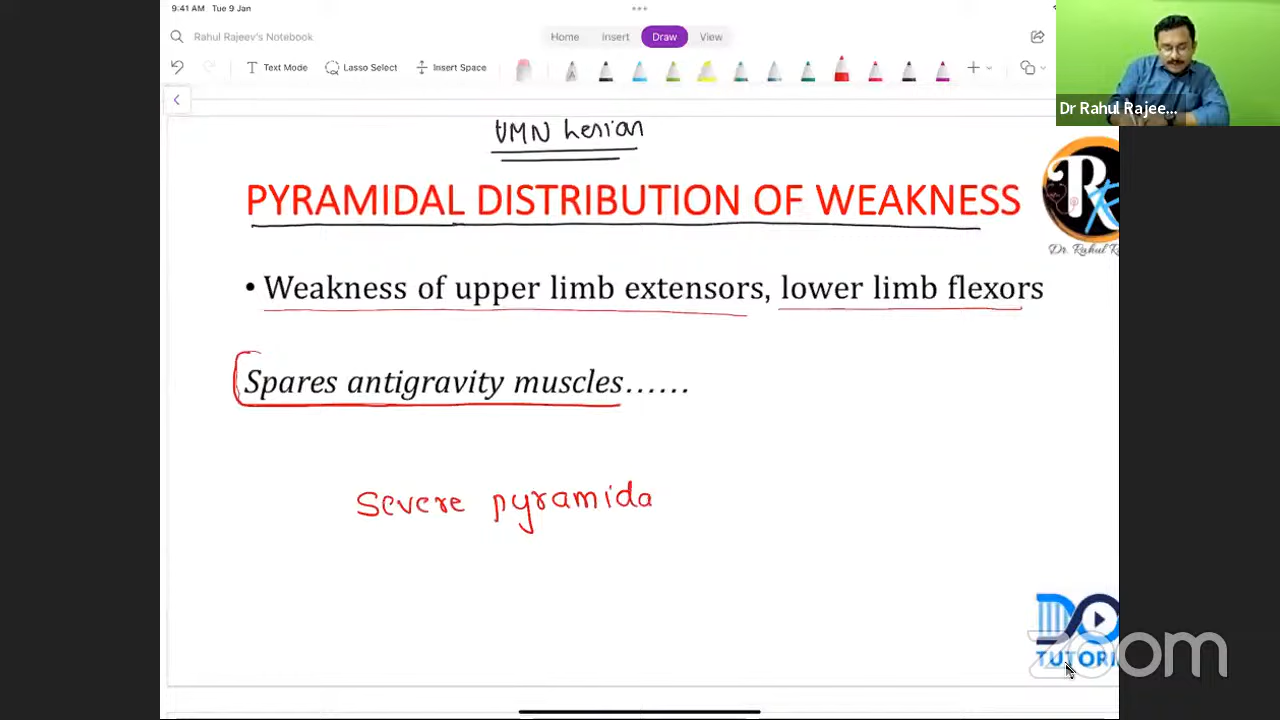 9:41 AM Tue 9 Jan
Rahul Rajeev's Notebook
Home Insert Draw View
Text Mode Lasso Select Insert Space
Dr Rahul Rajee...
UMN Lesion
PYRAMIDAL DISTRIBUTION OF WEAKNESS
Dr. Rahul R
• Weakness of upper limb extensors, lower limb flexors
Spares antigravity muscles......
Severe pyramida
TUTORI
zoom